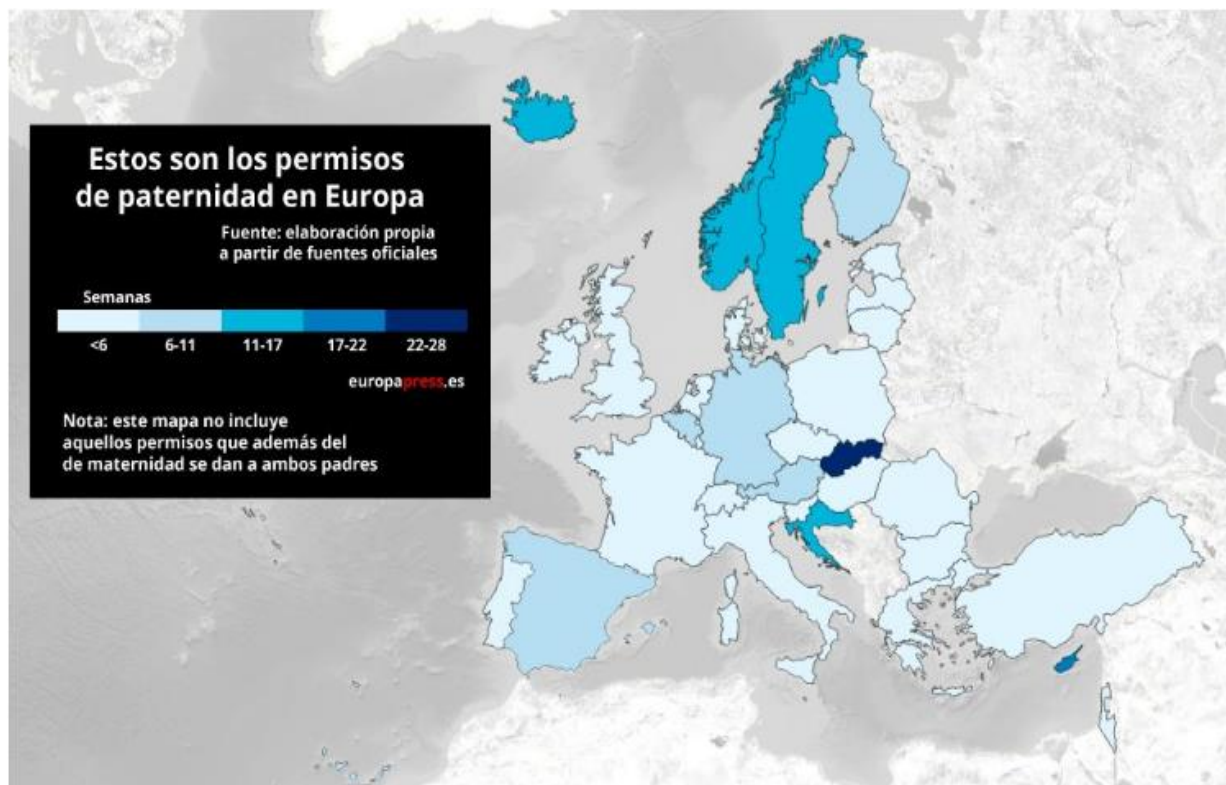 Estos son los permisos
de paternidad en Europa
Fuente: elaboración propia
a partir de fuentes oficiales
Semanas
<6 6-11 11-17 17-22 22-28
europapress.es
Nota: este mapa no incluye
aquellos permisos que además del
de maternidad se dan a ambos padres